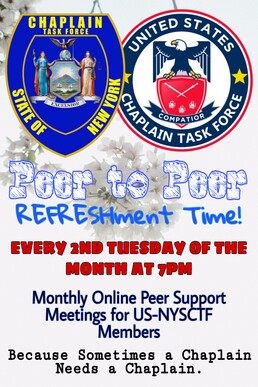 CHAPLAIN
TASK FORCE
STATE OF NEW YORK
UNITED STATES
COMPATIOR
CHAPLAIN TASK FORCE
Peer to Peer
REFRESHment Time!
EVERY 2ND TUESDAY OF THE
MONTH AT 7PM
Monthly Online Peer Support
Meetings for US-NYSCTF
Members
Because Sometimes a Chaplain
Needs a Chaplain.